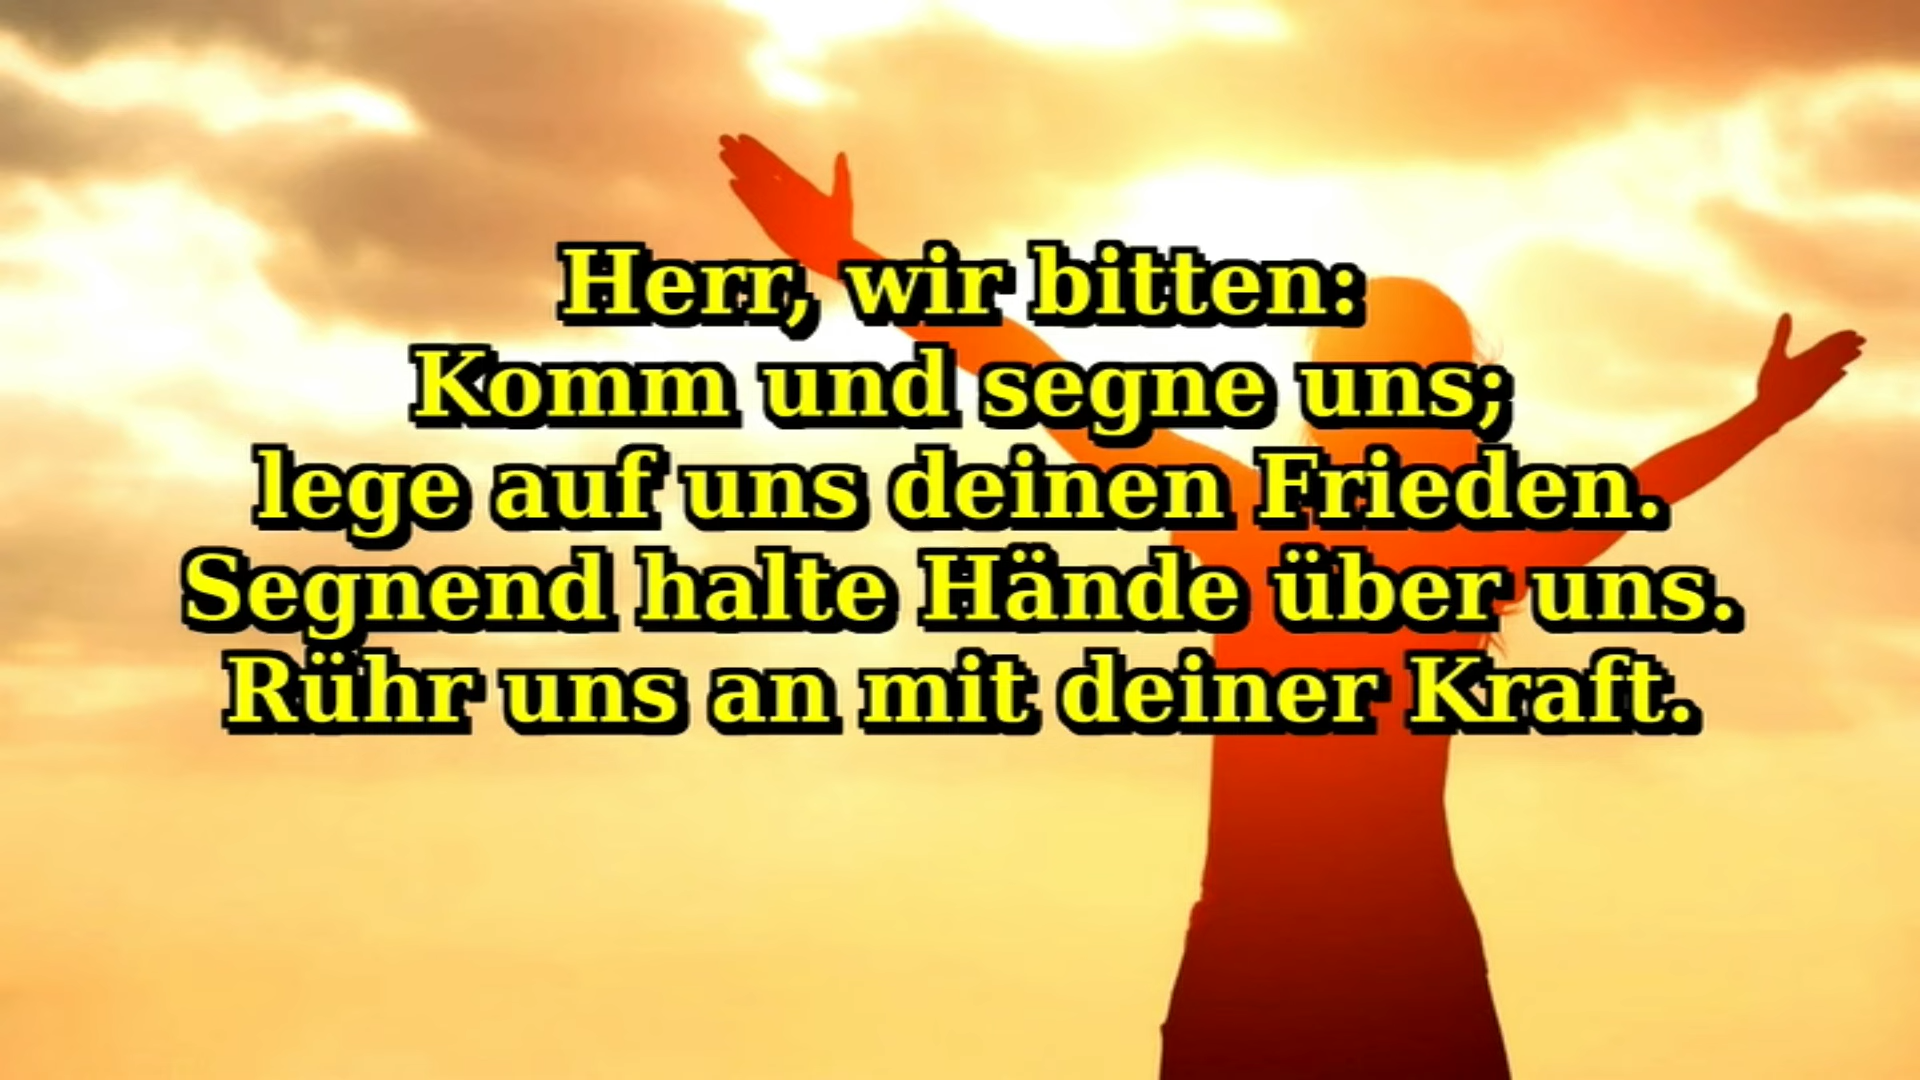 Herr, wir bitten:
Komm und segne uns;
lege auf uns deinen Frieden.
Segnend halte Hände über uns.
Rühr uns an mit deiner Kraft.